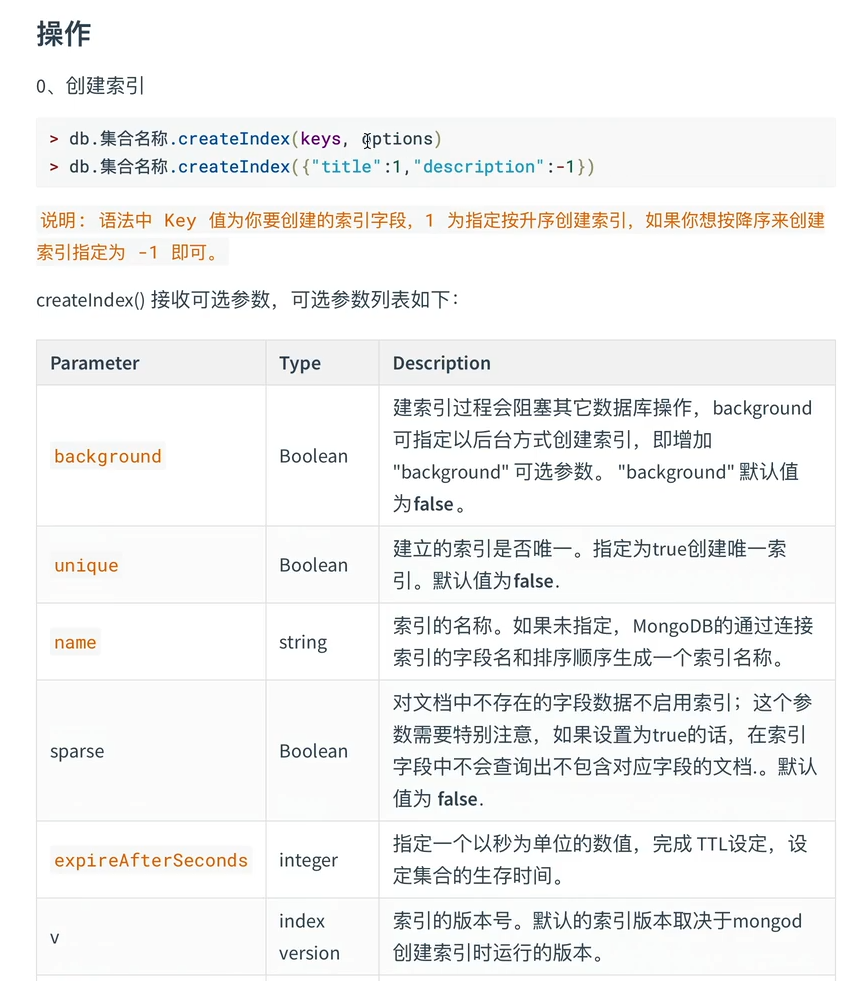 操作
0、创建索引
> db.集合名称.createIndex(keys, options)
> db.集合名称.createIndex({"title":1,"description":-1})
说明: 语法中 Key 值为你要创建的索引字段，1 为指定按升序创建索引，如果你想按降序来创建
索引指定为 -1 即可。
createIndex() 接收可选参数，可选参数列表如下：
Parameter Type Description
建索引过程会阻塞其它数据库操作，background
可指定以后台方式创建索引，即增加
background Boolean
"background" 可选参数。 "background" 默认值
为false。
建立的索引是否唯一。指定为true创建唯一索
unique Boolean
引。默认值为false.
索引的名称。如果未指定，MongoDB的通过连接
name string
索引的字段名和排序顺序生成一个索引名称。
对文档中不存在的字段数据不启用索引；这个参
数需要特别注意，如果设置为true的话，在索引
sparse Boolean
字段中不会查询出不包含对应字段的文档.。默认
值为 false.
指定一个以秒为单位的数值，完成 TTL设定，设
expireAfterSeconds integer
定集合的生存时间。
index
索引的版本号。默认的索引版本取决于mongod
v
version
创建索引时运行的版本。